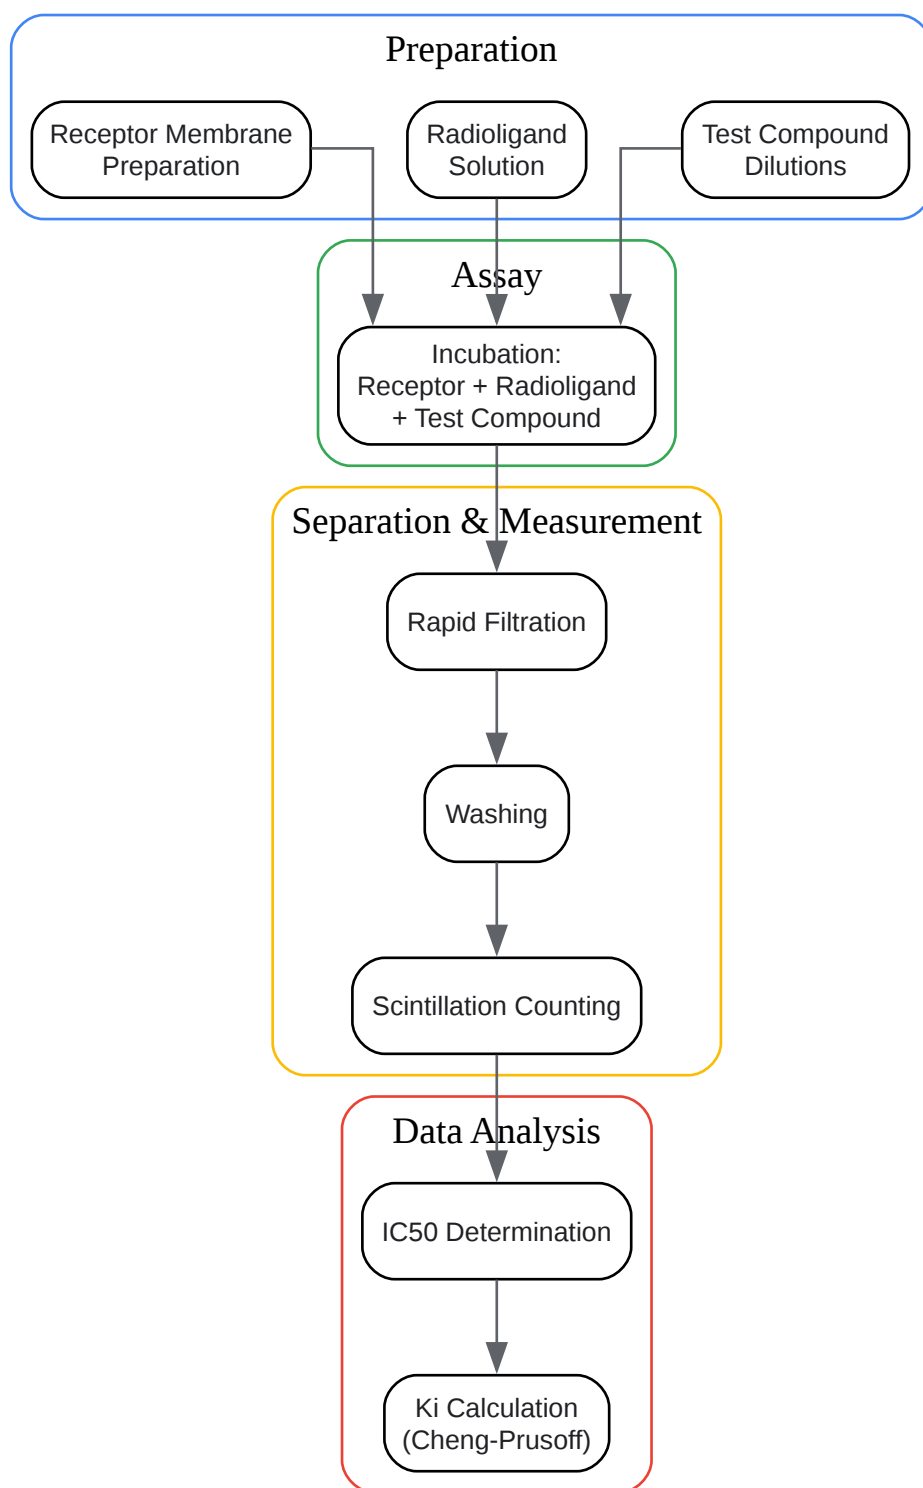 Preparation
Receptor Membrane
Preparation
Radioligand
Solution
Test Compound
Dilutions
Assay
Incubation:
Receptor + Radioligand
+ Test Compound
Separation & Measurement
Rapid Filtration
Washing
Scintillation Counting
Data Analysis
IC50 Determination
Ki Calculation
(Cheng-Prusoff)